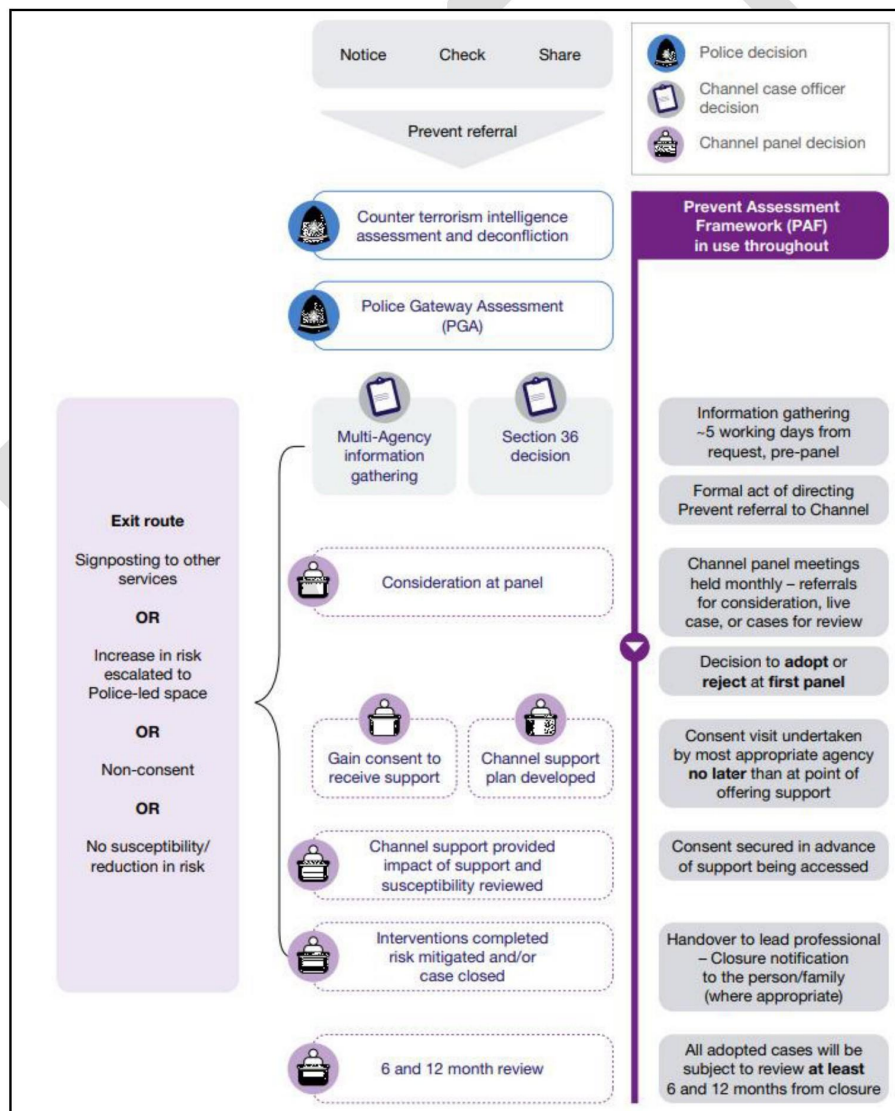 Notice Check Share
Prevent referral
Police decision
Channel case officer
decision
Channel panel decision
Counter terrorism intelligence
assessment and deconfliction
Police Gateway Assessment
(PGA)
Prevent Assessment
Framework (PAF)
in use throughout
Multi-Agency
information
gathering
Section 36
decision
Information gathering
~5 working days from
request, pre-panel
Formal act of directing
Prevent referral to Channel
Exit route
Signposting to other
services
OR
Increase in risk
escalated to
Police-led space
OR
Non-consent
OR
No susceptibility/
reduction in risk
Consideration at panel
Channel panel meetings
held monthly – referrals
for consideration, live
case, or cases for review
Decision to adopt or
reject at first panel
Gain consent to
receive support
Channel support
plan developed
Consent visit undertaken
by most appropriate agency
no later than at point of
offering support
Channel support provided
impact of support and
susceptibility reviewed
Consent secured in advance
of support being accessed
Interventions completed
risk mitigated and/or
case closed
Handover to lead professional
– Closure notification
to the person/family
(where appropriate)
6 and 12 month review
All adopted cases will be
subject to review at least
6 and 12 months from closure